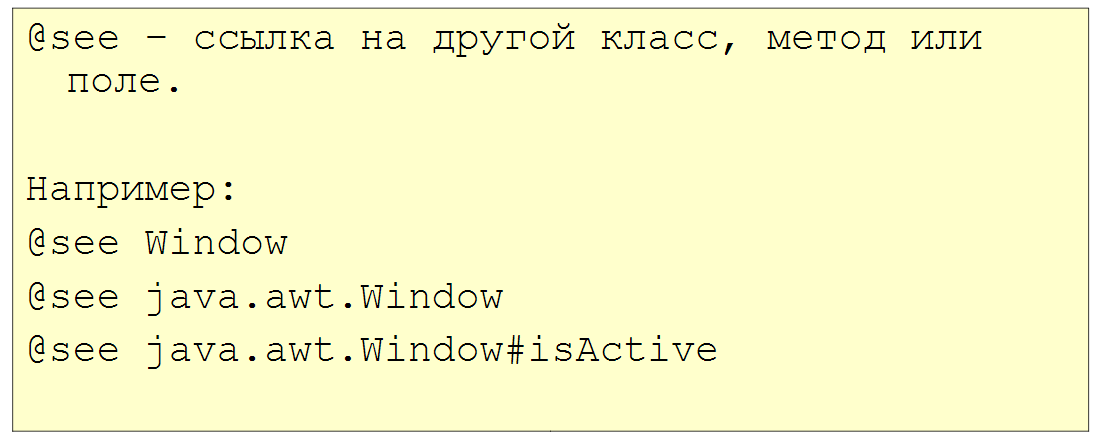 @see – ссылка на другой класс, метод или
поле.
Например:
@see Window
@see java.awt.Window
@see java.awt.Window#isActive